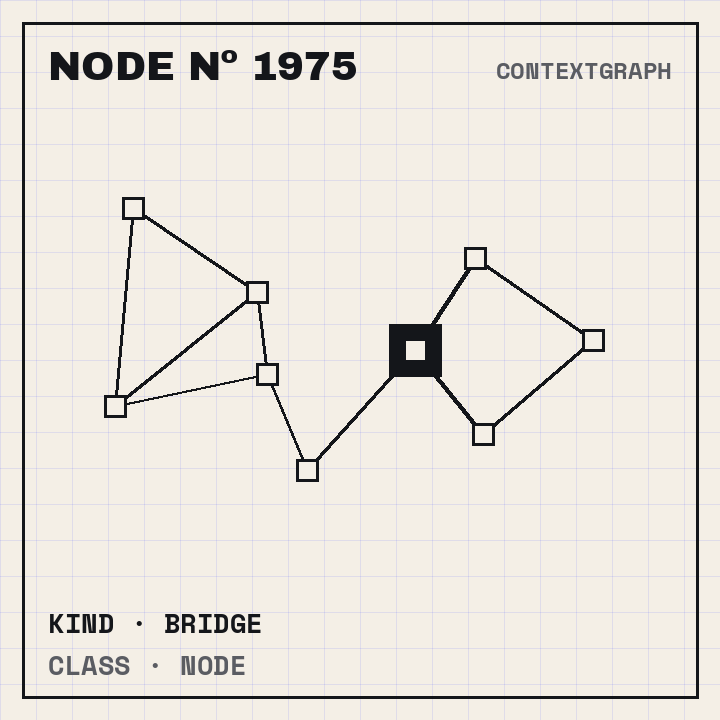 NODE Nº 1975
CONTEXTGRAPH
KIND · BRIDGE
CLASS · NODE